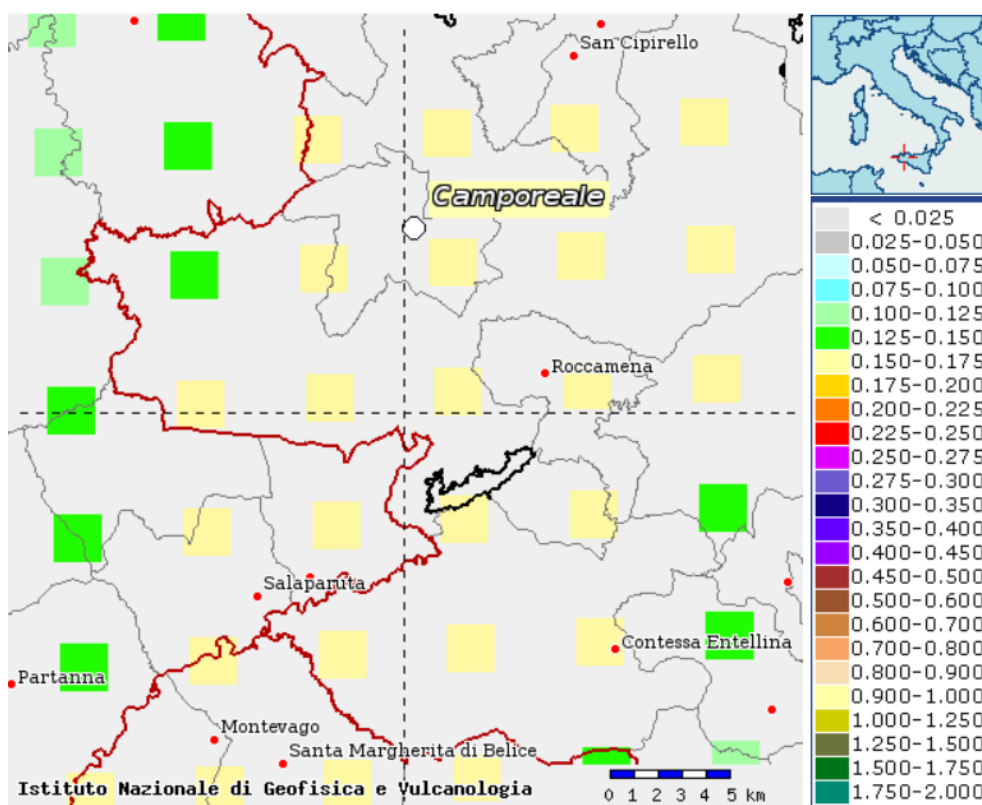 San Cipirello
Camporeale
Roccamena
Salaparuta
Contessa Entellina
Partanna
Montevago
Santa Margherita di Belice
Istituto Nazionale di Geofisica e Vulcanologia
0 1 2 3 4 5 km
< 0.025
0.025-0.050
0.050-0.075
0.075-0.100
0.100-0.125
0.125-0.150
0.150-0.175
0.175-0.200
0.200-0.225
0.225-0.250
0.250-0.275
0.275-0.300
0.300-0.350
0.350-0.400
0.400-0.450
0.450-0.500
0.500-0.600
0.600-0.700
0.700-0.800
0.800-0.900
0.900-1.000
1.000-1.250
1.250-1.500
1.500-1.750
1.750-2.000